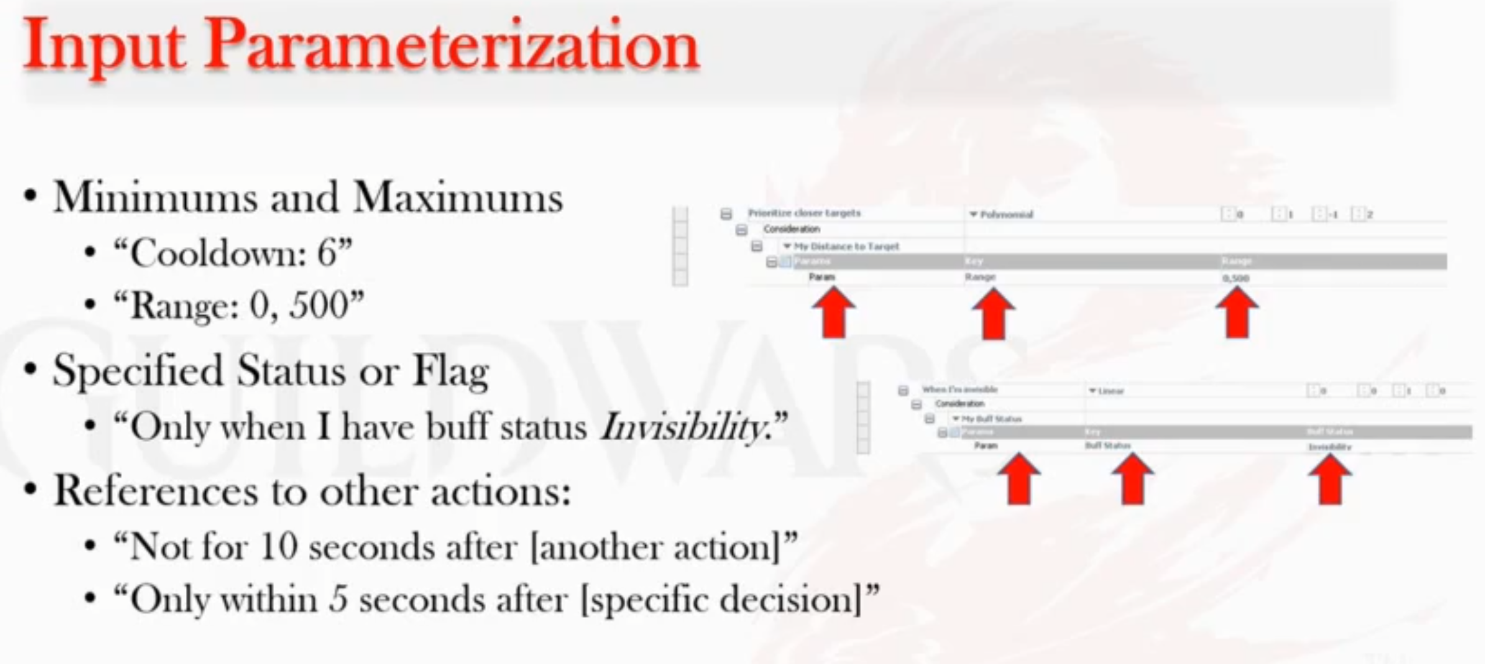 Input Parameterization
• Minimums and Maximums
• “Cooldown: 6”
• “Range: 0, 500”
• Specified Status or Flag
• “Only when I have buff status Invisibility.”
• References to other actions:
• “Not for 10 seconds after [another action]”
• “Only within 5 seconds after [specific decision]”
Prioritize closer targets Polynomial 0 1 -1 2
Consideration
My Distance to Target
Params Key Range
Param Range 0,500
When I'm invisible Linear 0 0 1 0
Consideration
My Buff Status
Params Key Buff Status
Param Buff Status Invisibility
GUILDWARS